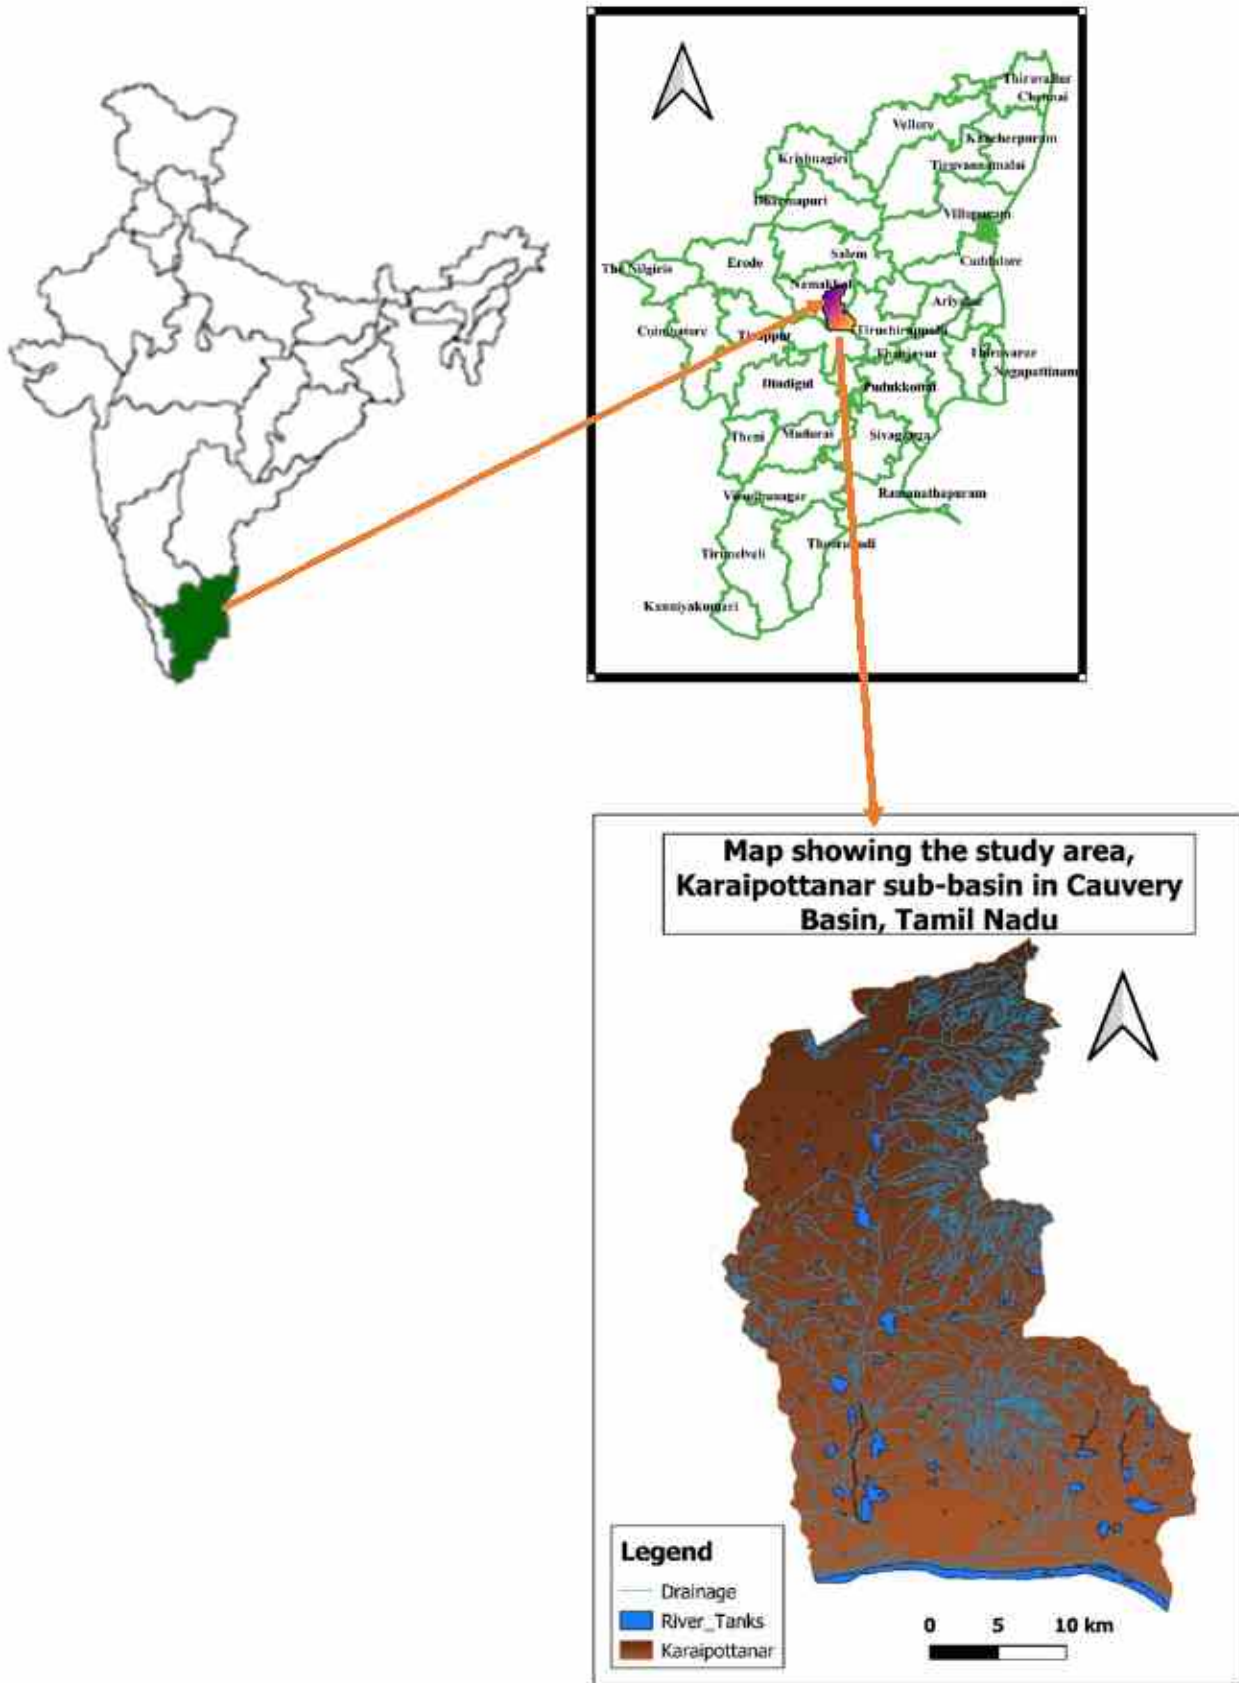 Thiruvallur
Chennai
Vellore
Kancheepuram
Krishnagiri
Tiruvannamalai
Dharmapuri
Villupuram
Salem
Cuddalore
Erode
The Nilgiris
Namakkal
Ariyalur
Coimbatore
Tiruppur
Tiruchirappalli
Thanjavur
Thiruvarur
Nagapattinam
Dindigul
Pudukkottai
Theni
Madurai
Sivaganga
Virudhunagar
Ramanathapuram
Tirunelveli
Thoothukudi
Kanniyakumari
Map showing the study area,
Karaipottanar sub-basin in Cauvery
Basin, Tamil Nadu
Legend
Drainage
River_Tanks
Karaipottanar
0 5 10 km